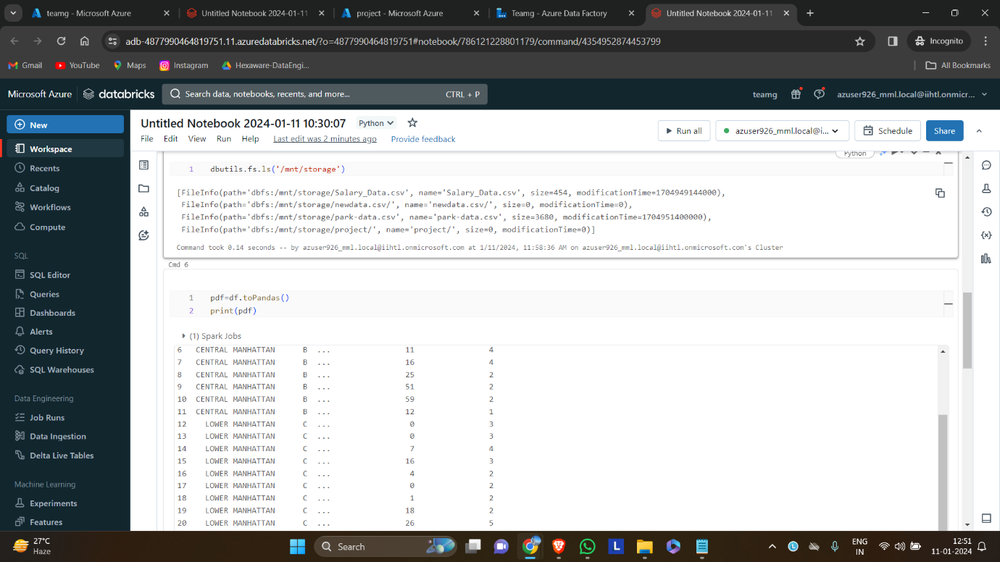 teamg - Microsoft Azure
Untitled Notebook 2024-01-11
project - Microsoft Azure
Teamg - Azure Data Factory
Untitled Notebook 2024-01-11
adb-4877990464819751.11.azuredatabricks.net/?o=4877990464819751#notebook/786121228801179/command/4354952874453799
Incognito
Gmail
YouTube
Maps
Instagram
Hexaware-DataEngi...
All Bookmarks
Microsoft Azure
databricks
Search data, notebooks, recents, and more...
CTRL + P
teamg
azuser926_mml.local@iihtl.onmicr...
New
Workspace
Recents
Catalog
Workflows
Compute
SQL
SQL Editor
Queries
Dashboards
Alerts
Query History
SQL Warehouses
Data Engineering
Job Runs
Data Ingestion
Delta Live Tables
Machine Learning
Experiments
Features
Untitled Notebook 2024-01-11 10:30:07
Python
File Edit View Run Help Last edit was 2 minutes ago Provide feedback
Run all
azuser926_mml.local@i...
Schedule
Share
Python
1 dbutils.fs.ls('/mnt/storage')
[FileInfo(path='dbfs:/mnt/storage/Salary_Data.csv', name='Salary_Data.csv', size=454, modificationTime=1704949144000),
FileInfo(path='dbfs:/mnt/storage/newdata.csv/', name='newdata.csv/', size=0, modificationTime=0),
FileInfo(path='dbfs:/mnt/storage/park-data.csv', name='park-data.csv', size=3680, modificationTime=1704951400000),
FileInfo(path='dbfs:/mnt/storage/project/', name='project/', size=0, modificationTime=0)]
Command took 0.14 seconds -- by azuser926_mml.local@iihtl.onmicrosoft.com at 1/11/2024, 11:58:36 AM on azuser926_mml.local@iihtl.onmicrosoft.com's Cluster
Cmd 6
1 pdf=df.toPandas()
2 print(pdf)
(1) Spark Jobs
6 CENTRAL MANHATTAN B ... 11 4
7 CENTRAL MANHATTAN B ... 16 4
8 CENTRAL MANHATTAN B ... 25 2
9 CENTRAL MANHATTAN B ... 51 2
10 CENTRAL MANHATTAN B ... 59 2
11 CENTRAL MANHATTAN B ... 12 1
12 LOWER MANHATTAN C ... 0 3
13 LOWER MANHATTAN C ... 0 3
14 LOWER MANHATTAN C ... 7 4
15 LOWER MANHATTAN C ... 16 3
16 LOWER MANHATTAN C ... 4 2
17 LOWER MANHATTAN C ... 0 2
18 LOWER MANHATTAN C ... 1 2
19 LOWER MANHATTAN C ... 18 2
20 LOWER MANHATTAN C ... 26 5
27°C
Haze
Search
L
L
ENG
IN
12:51
11-01-2024